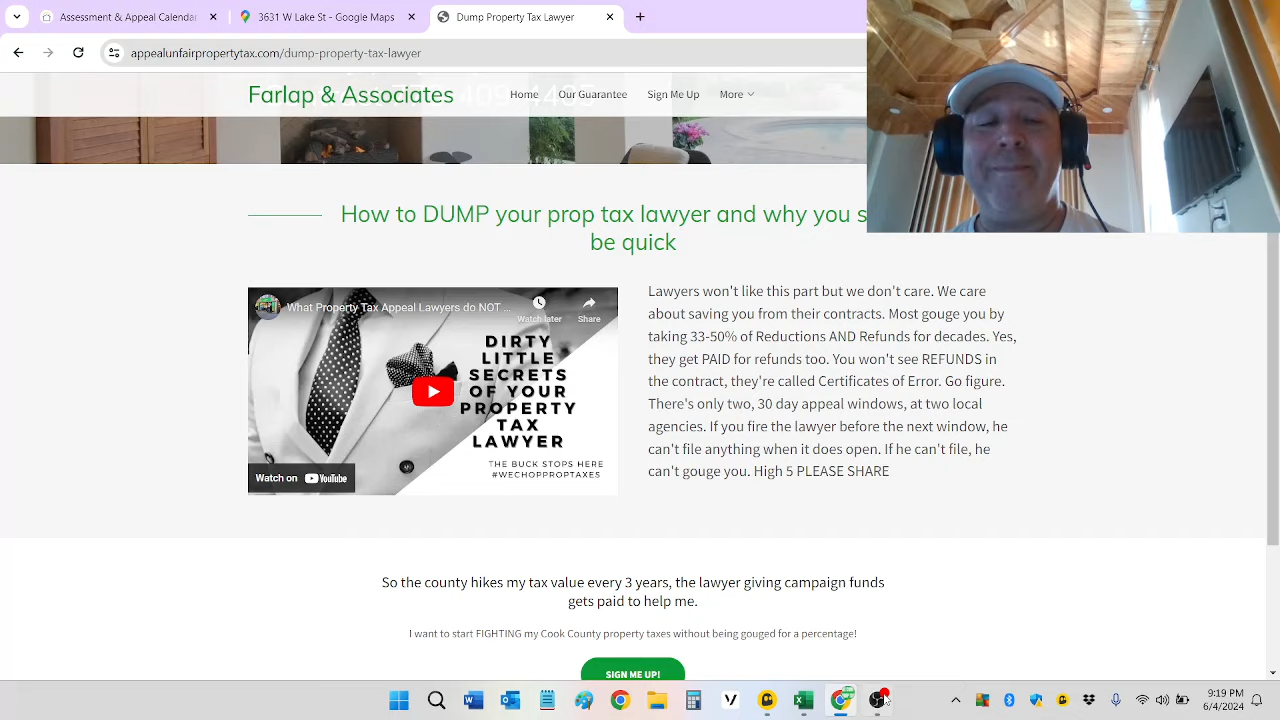 Assessment & Appeal Calendar
3631 W Lake St - Google Maps
Dump Property Tax Lawyer
appealunfairpropertytax.com/dump-property-tax-lawyer
Farlap & Associates
Home
Our Guarantee
Sign Me Up
More
How to DUMP your prop tax lawyer and why you s
be quick
What Property Tax Appeal Lawyers do NOT ...
Watch later
Share
DIRTY
LITTLE
SECRETS
OF YOUR
PROPERTY
TAX
LAWYER
THE BUCK STOPS HERE
#WECHOPPROPTAXES
Watch on YouTube
Lawyers won't like this part but we don't care. We care
about saving you from their contracts. Most gouge you by
taking 33-50% of Reductions AND Refunds for decades. Yes,
they get PAID for refunds too. You won't see REFUNDS in
the contract, they're called Certificates of Error. Go figure.
There's only two, 30 day appeal windows, at two local
agencies. If you fire the lawyer before the next window, he
can't file anything when it does open. If he can't file, he
can't gouge you. High 5 PLEASE SHARE
So the county hikes my tax value every 3 years, the lawyer giving campaign funds
gets paid to help me.
I want to start FIGHTING my Cook County property taxes without being gouged for a percentage!
SIGN ME UP!
9:19 PM
6/4/2024